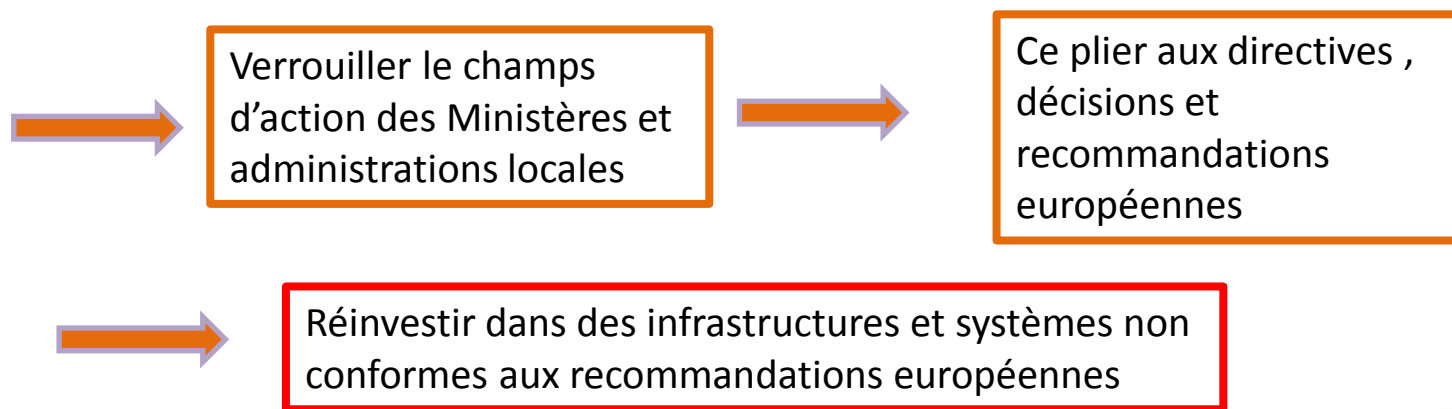 Verrouiller le champs
d’action des Ministères et
administrations locales
Ce plier aux directives ,
décisions et
recommandations
européennes
Réinvestir dans des infrastructures et systèmes non
conformes aux recommandations européennes